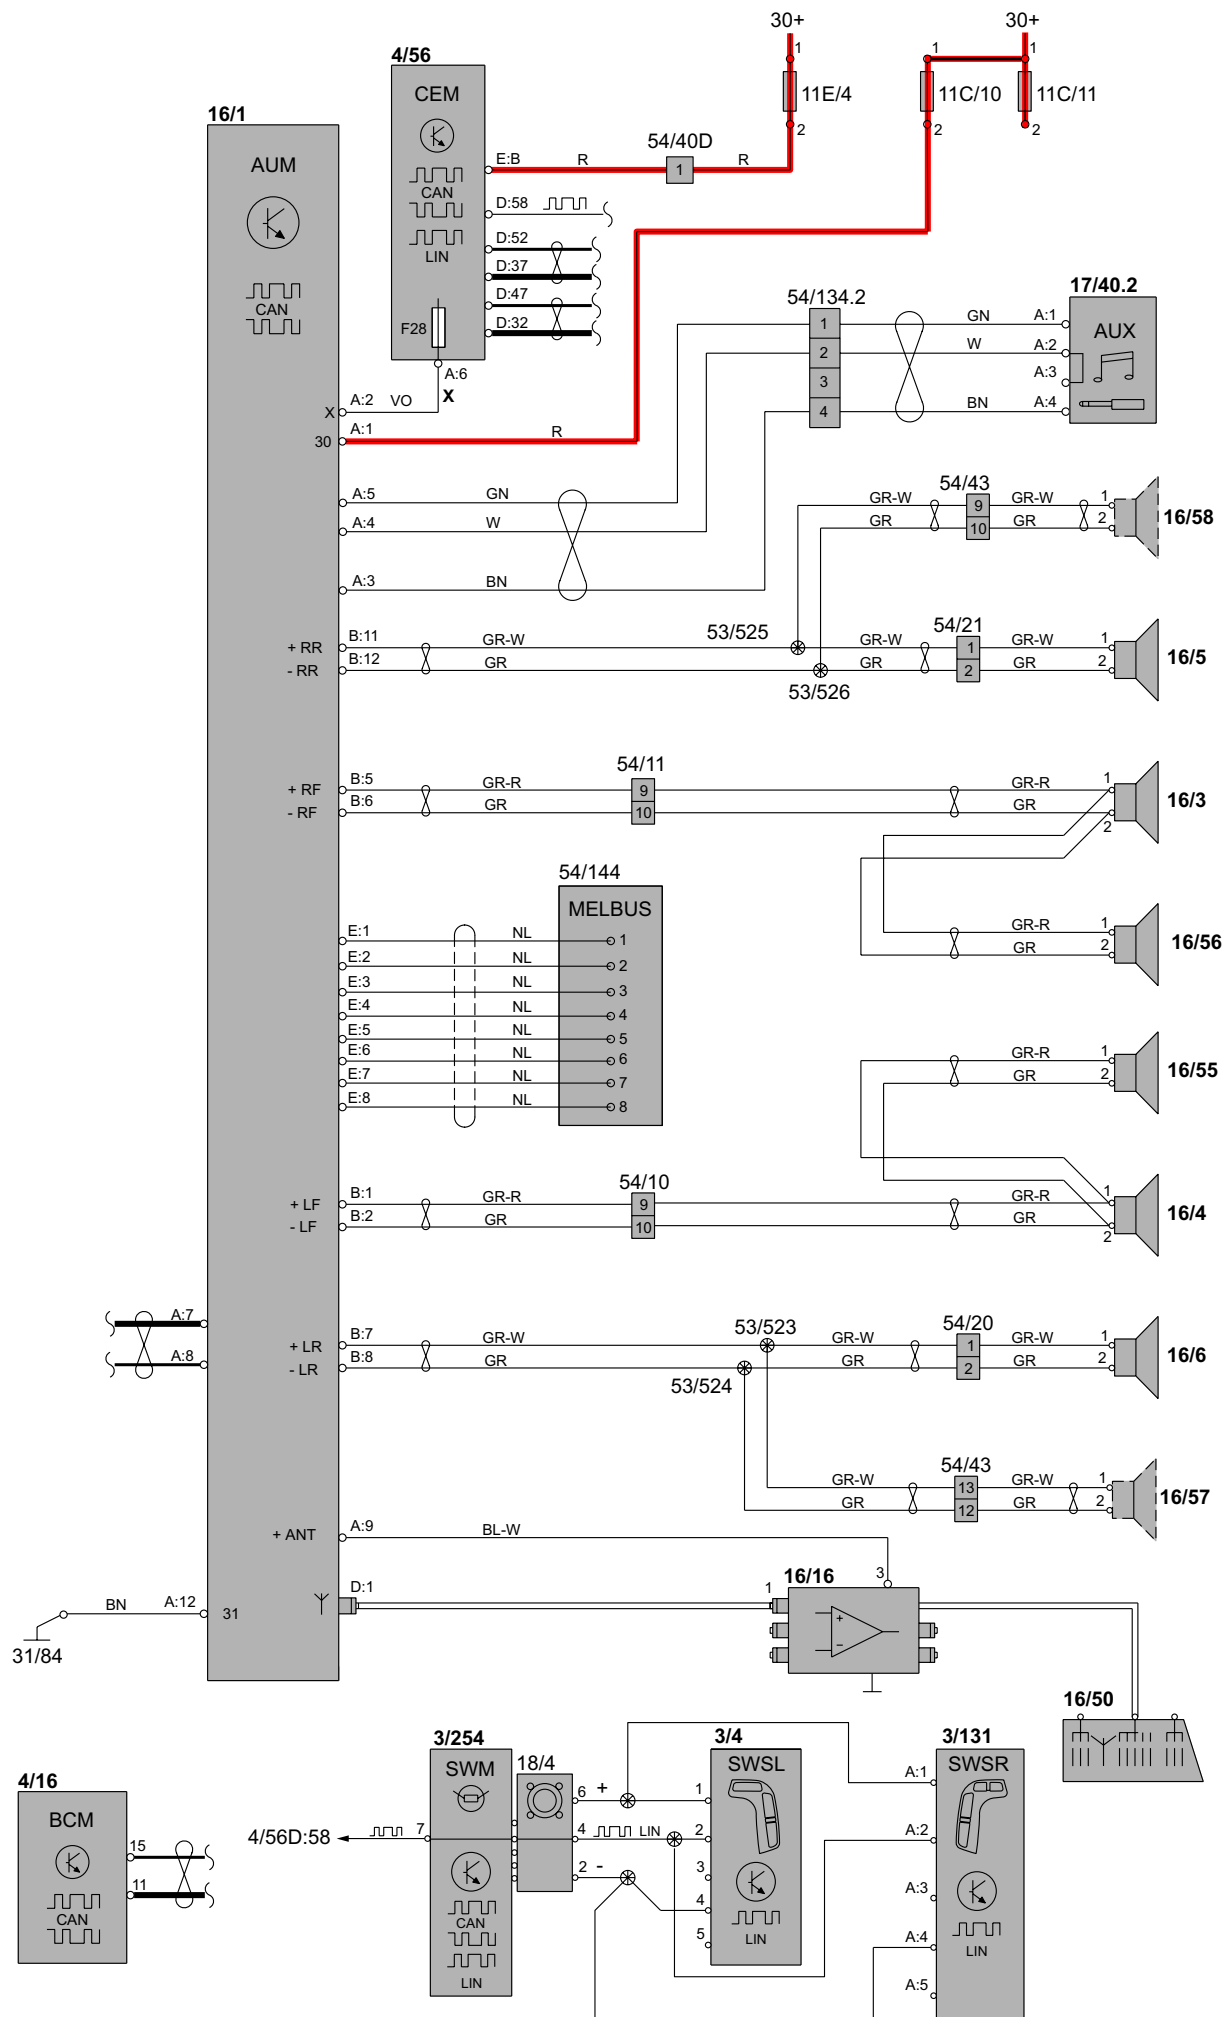 30+ 30+
1 1 1
4/56
CEM 11E/4 11C/10 11C/11
16/1
2 2 2
AUM 54/40D
E:B R 1 R
CAN
D:58
D:52
LIN
D:37
17/40.2
54/134.2
D:47
CAN
F28 D:32 1 GN A:1 AUX
2 W A:2
A:6 3 A:3
X
X A:2 VO 4 BN A:4
30 A:1 R
54/43
A:5 GN GR-W 9 GR-W 1
16/58
A:4 W GR 10 GR 2
A:3 BN
53/525 54/21
+ RR B:11 GR-W GR-W 1 GR-W 1
16/5
- RR B:12 GR GR 2 GR 2
53/526
54/11
+ RF B:5 GR-R 9 GR-R 1
16/3
- RF B:6 GR 10 GR 2
54/144
MELBUS
E:1 NL 1
GR-R 1
16/56
GR 2
E:2 NL 2
E:3 NL 3
E:4 NL 4
E:5 NL 5
E:6 NL 6
E:7 NL 7
E:8 NL 8
GR-R 1
16/55
GR 2
54/10
+ LF B:1 GR-R 9 GR-R 1
16/4
- LF B:2 GR 10 GR 2
A:7
53/523 54/20
+ LR B:7 GR-W GR-W 1 GR-W 1
16/6
A:8
- LR B:8 GR GR 2 GR 2
53/524
54/43
GR-W 13 GR-W 1
16/57
GR 12 GR 2
+ ANT A:9 BL-W
16/16 3
D:1 1
BN A:12 31
+
-
31/84
16/50
3/254 3/4 3/131
SWM 18/4 SWSL SWSR
4/16
BCM
6 + 1 A:1
4/56D:58 7 4 LIN 2 A:2
15
2 - 3
11
4 A:3
CAN
CAN
5 LIN A:4
LIN
LIN
A:5